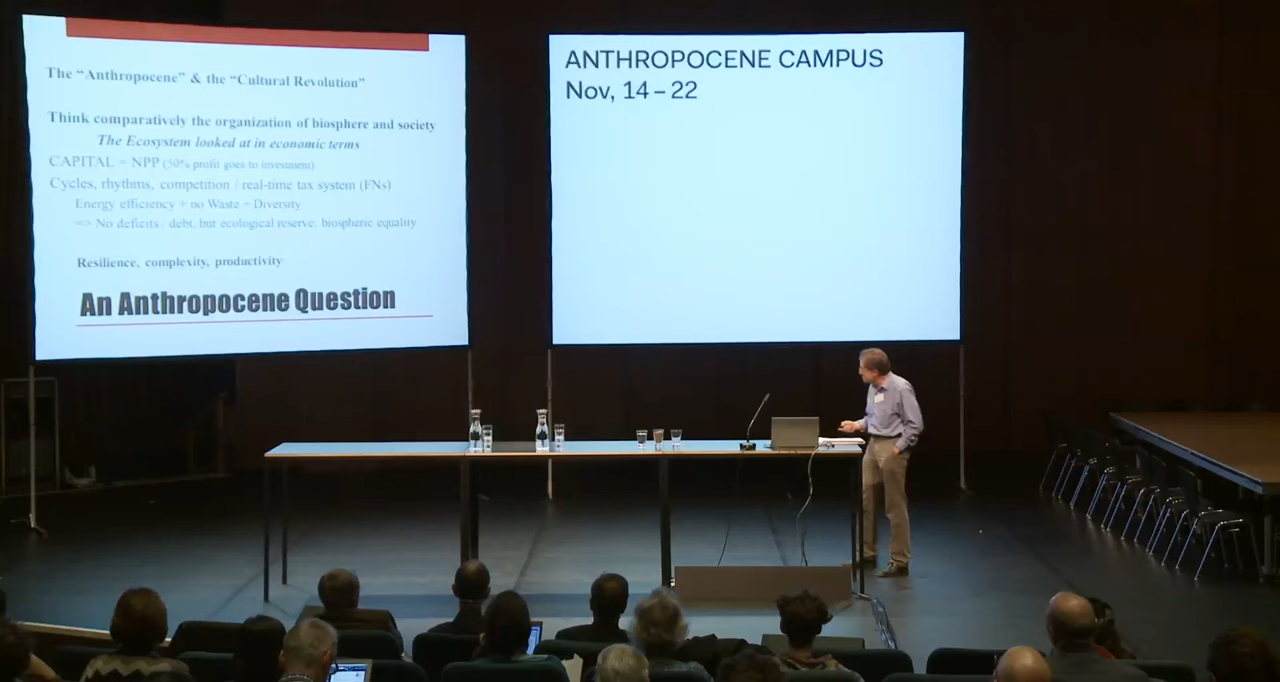 The “Anthropocene” & the “Cultural Revolution”
Think comparatively the organization of biosphere and society
The Ecosystem looked at in economic terms
CAPITAL = NPP (50% profit goes to investment)
Cycles, rhythms, competition / real-time tax system (FNs)
Energy efficiency + no Waste = Diversity
=> No deficits / debt, but ecological reserve, biospheric equality
Resilience, complexity, productivity
An Anthropocene Question
ANTHROPOCENE CAMPUS
Nov, 14 – 22